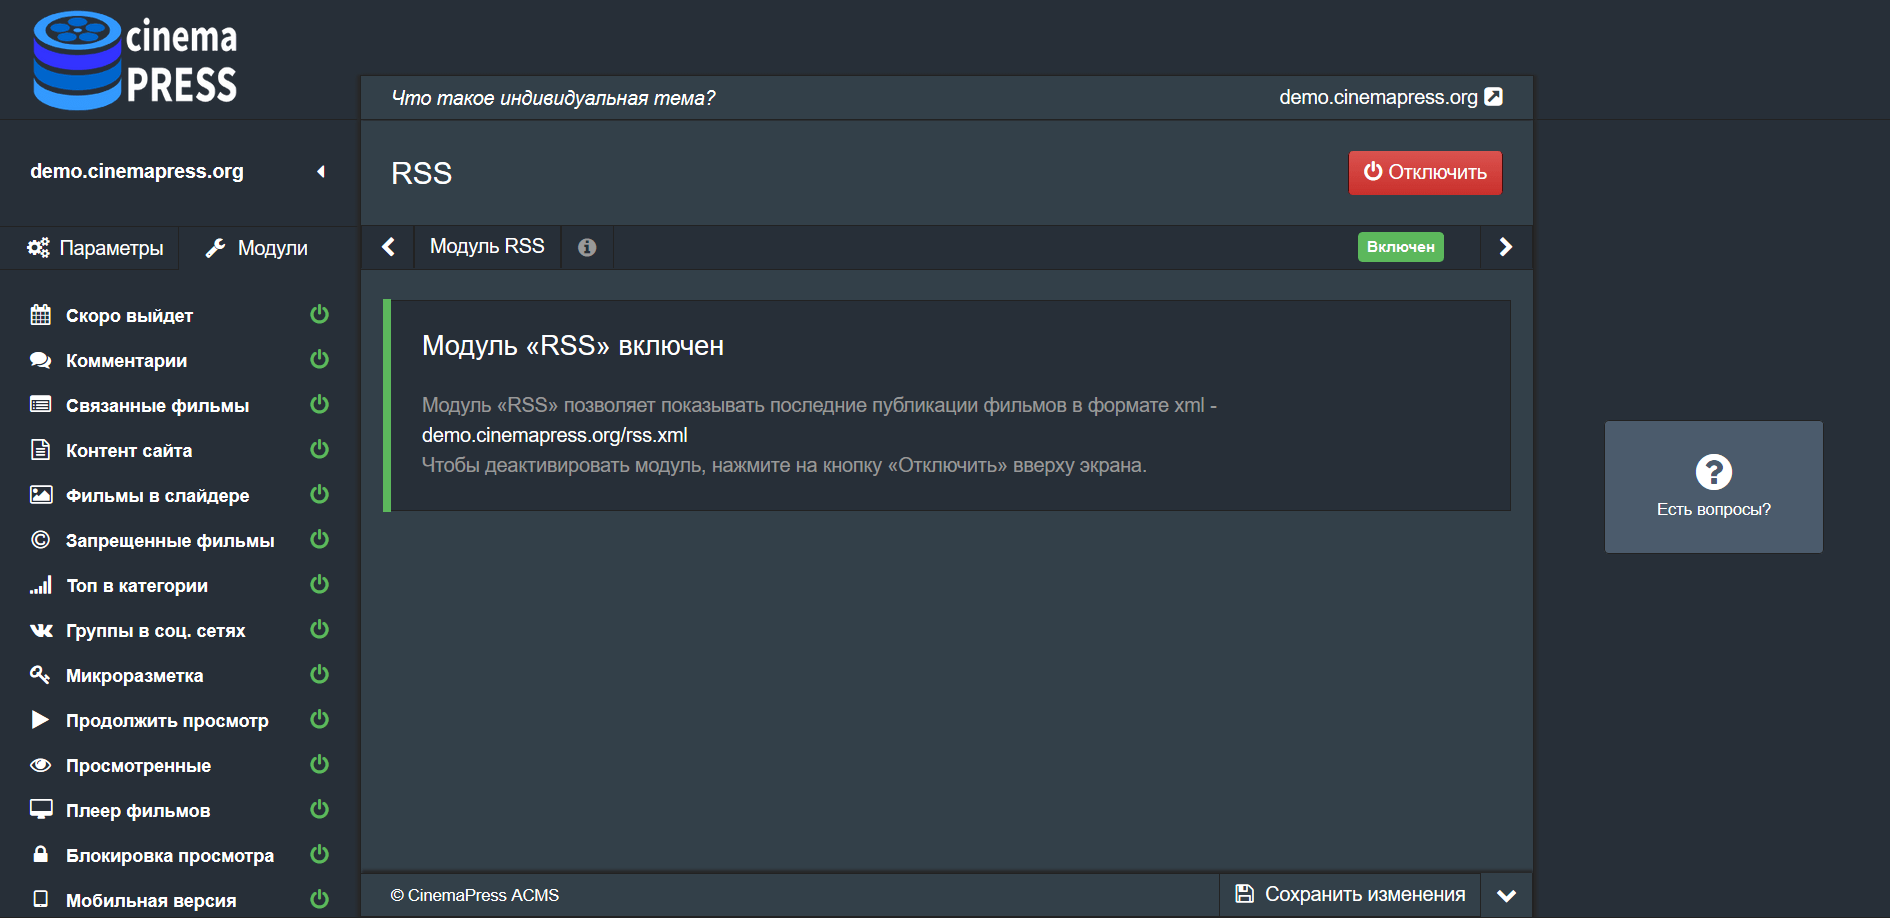 cinema
PRESS
Что такое индивидуальная тема?
demo.cinemapress.org
demo.cinemapress.org
RSS
Отключить
Параметры
Модули
Модуль RSS
Включен
Скоро выйдет
Комментарии
Связанные фильмы
Контент сайта
Фильмы в слайдере
Запрещенные фильмы
Топ в категории
Группы в соц. сетях
Микроразметка
Продолжить просмотр
Просмотренные
Плеер фильмов
Блокировка просмотра
Мобильная версия
Модуль «RSS» включен
Модуль «RSS» позволяет показывать последние публикации фильмов в формате xml -
demo.cinemapress.org/rss.xml
Чтобы деактивировать модуль, нажмите на кнопку «Отключить» вверху экрана.
Есть вопросы?
© CinemaPress ACMS
Сохранить изменения